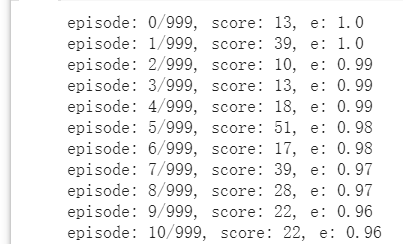 episode: 0/999, score: 13, e: 1.0
episode: 1/999, score: 39, e: 1.0
episode: 2/999, score: 10, e: 0.99
episode: 3/999, score: 13, e: 0.99
episode: 4/999, score: 18, e: 0.99
episode: 5/999, score: 51, e: 0.98
episode: 6/999, score: 17, e: 0.98
episode: 7/999, score: 39, e: 0.97
episode: 8/999, score: 28, e: 0.97
episode: 9/999, score: 22, e: 0.96
episode: 10/999, score: 22, e: 0.96